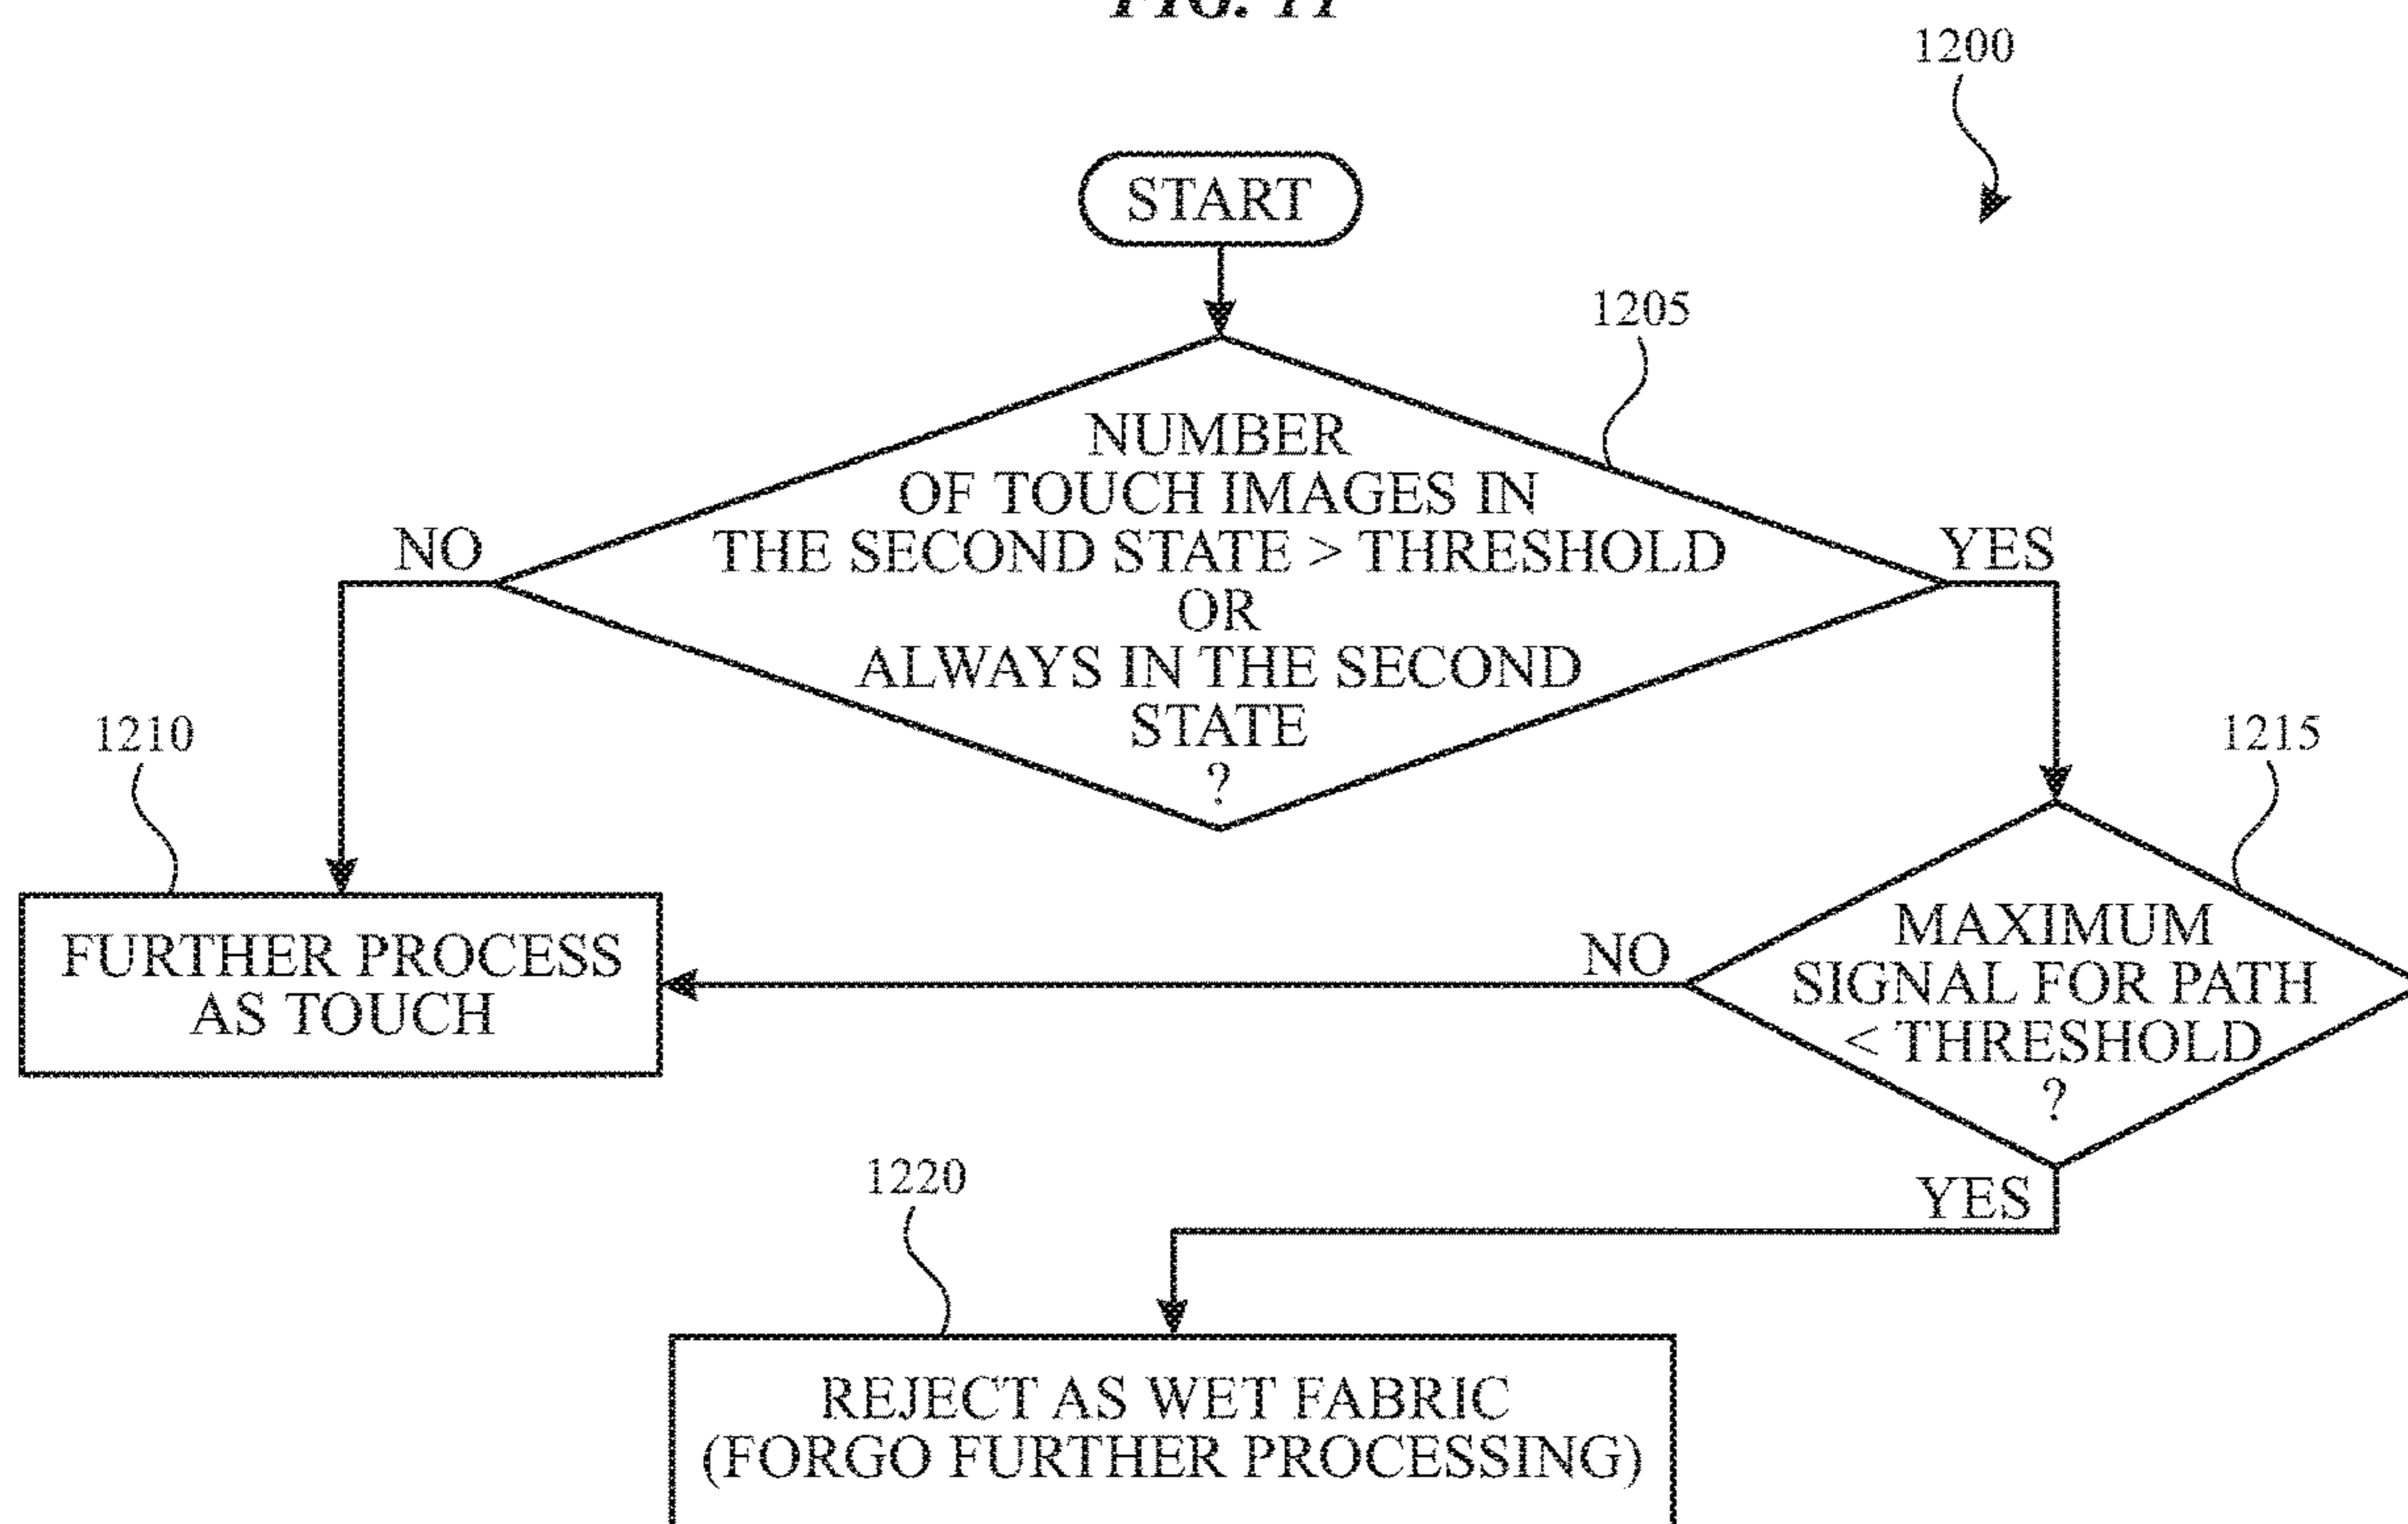 FIG. 11
1200
START
1205
NUMBER
OF TOUCH IMAGES IN
THE SECOND STATE > THRESHOLD
OR
ALWAYS IN THE SECOND
STATE
?
NO
YES
1210
1215
FURTHER PROCESS
AS TOUCH
NO
MAXIMUM
SIGNAL FOR PATH
< THRESHOLD
?
YES
1220
REJECT AS WET FABRIC
(FORGO FURTHER PROCESSING)